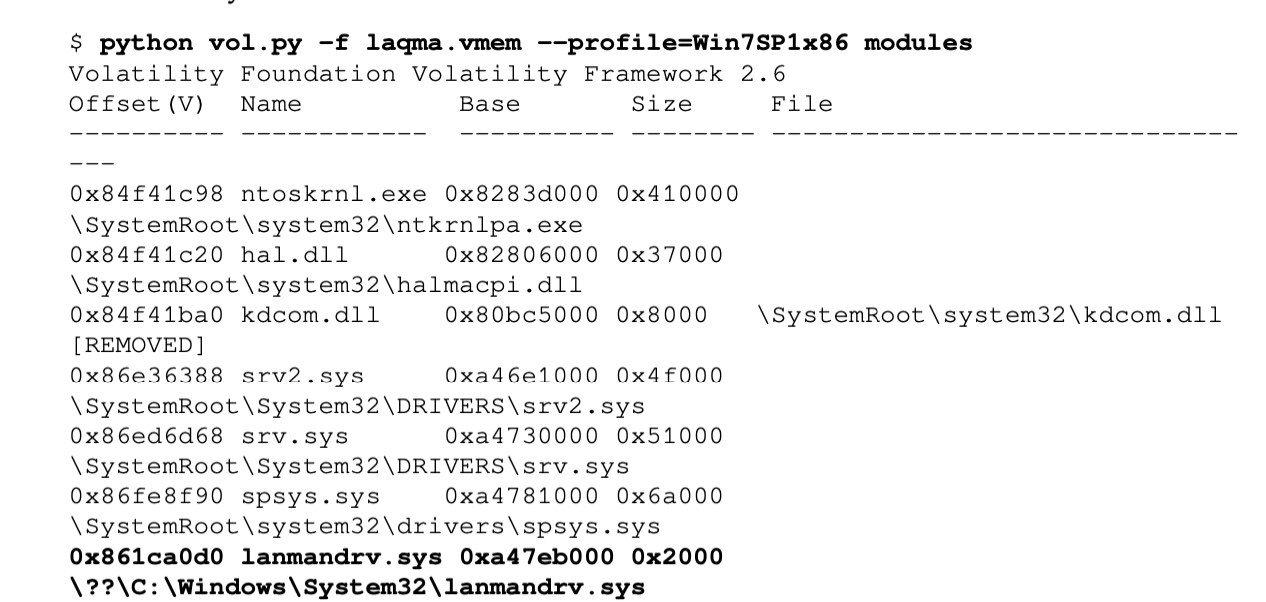 $ python vol.py -f laqma.vmem --profile=Win7SP1x86 modules
Volatility Foundation Volatility Framework 2.6
Offset(V) Name Base Size File
---------- ------------ ---------- -------- ------------------------------
---
0x84f41c98 ntoskrnl.exe 0x8283d000 0x410000
\SystemRoot\system32\ntkrnlpa.exe
0x84f41c20 hal.dll 0x82806000 0x37000
\SystemRoot\system32\halmacpi.dll
0x84f41ba0 kdcom.dll 0x80bc5000 0x8000 \SystemRoot\system32\kdcom.dll
[REMOVED]
0x86e36388 srv2.sys 0xa46e1000 0x4f000
\SystemRoot\System32\DRIVERS\srv2.sys
0x86ed6d68 srv.sys 0xa4730000 0x51000
\SystemRoot\System32\DRIVERS\srv.sys
0x86fe8f90 spsys.sys 0xa4781000 0x6a000
\SystemRoot\system32\drivers\spsys.sys
0x861ca0d0 lanmandrv.sys 0xa47eb000 0x2000
\??\C:\Windows\System32\lanmandrv.sys